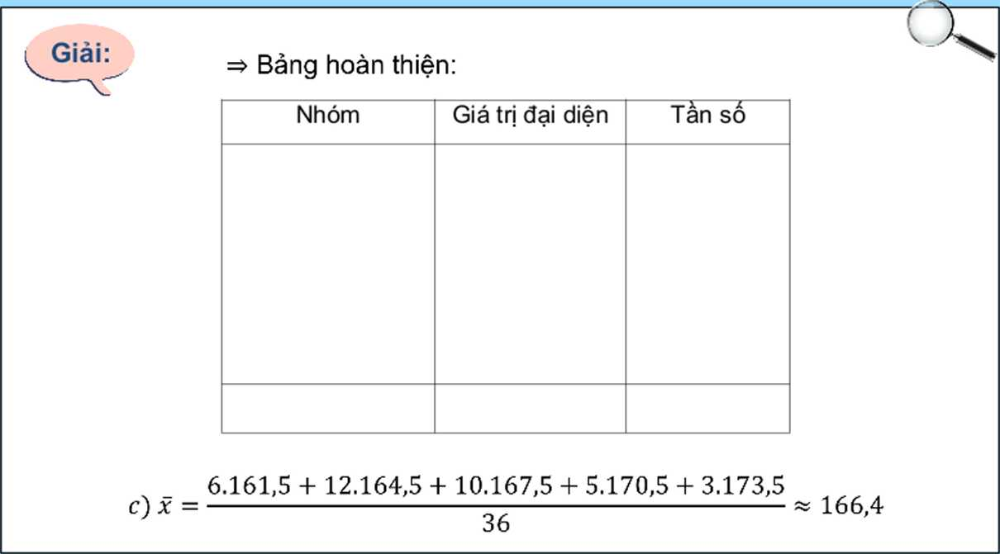 Giải:
⇒ Bảng hoàn thiện:
Nhóm Giá trị đại diện Tần số
c) x̄ = (6.161,5 + 12.164,5 + 10.167,5 + 5.170,5 + 3.173,5)/36 ≈ 166,4